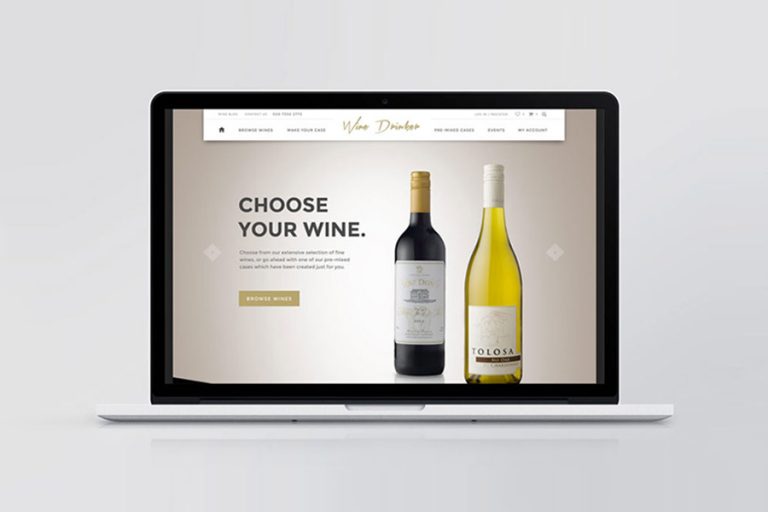 WINE BLOG CONTACT US
LOG IN / REGISTER
BROWSE WINES MAKE YOUR CASE Wine Drinker PRE-MIXED CASES EVENTS MY ACCOUNT
CHOOSE
YOUR WINE.
Choose from our extensive selection of fine
wines, or go ahead with one of our pre-mixed
cases which have been created just for you.
BROWSE WINES
TOLOSA
NO OAK
CHARDONNAY